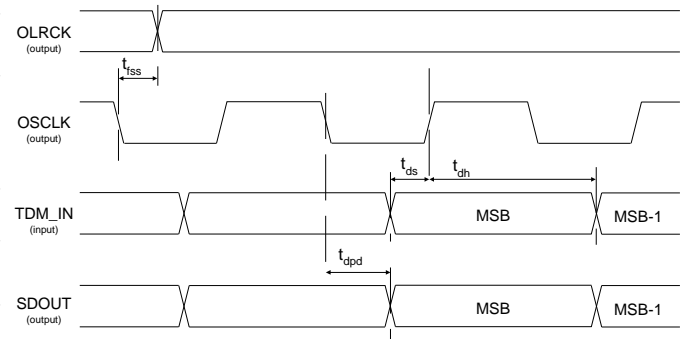 OLRCK
(output)
tfss
OSCLK
(output)
tds
tdh
TDM_IN
(input)
MSB
MSB-1
tdpd
SDOUT
(output)
MSB
MSB-1